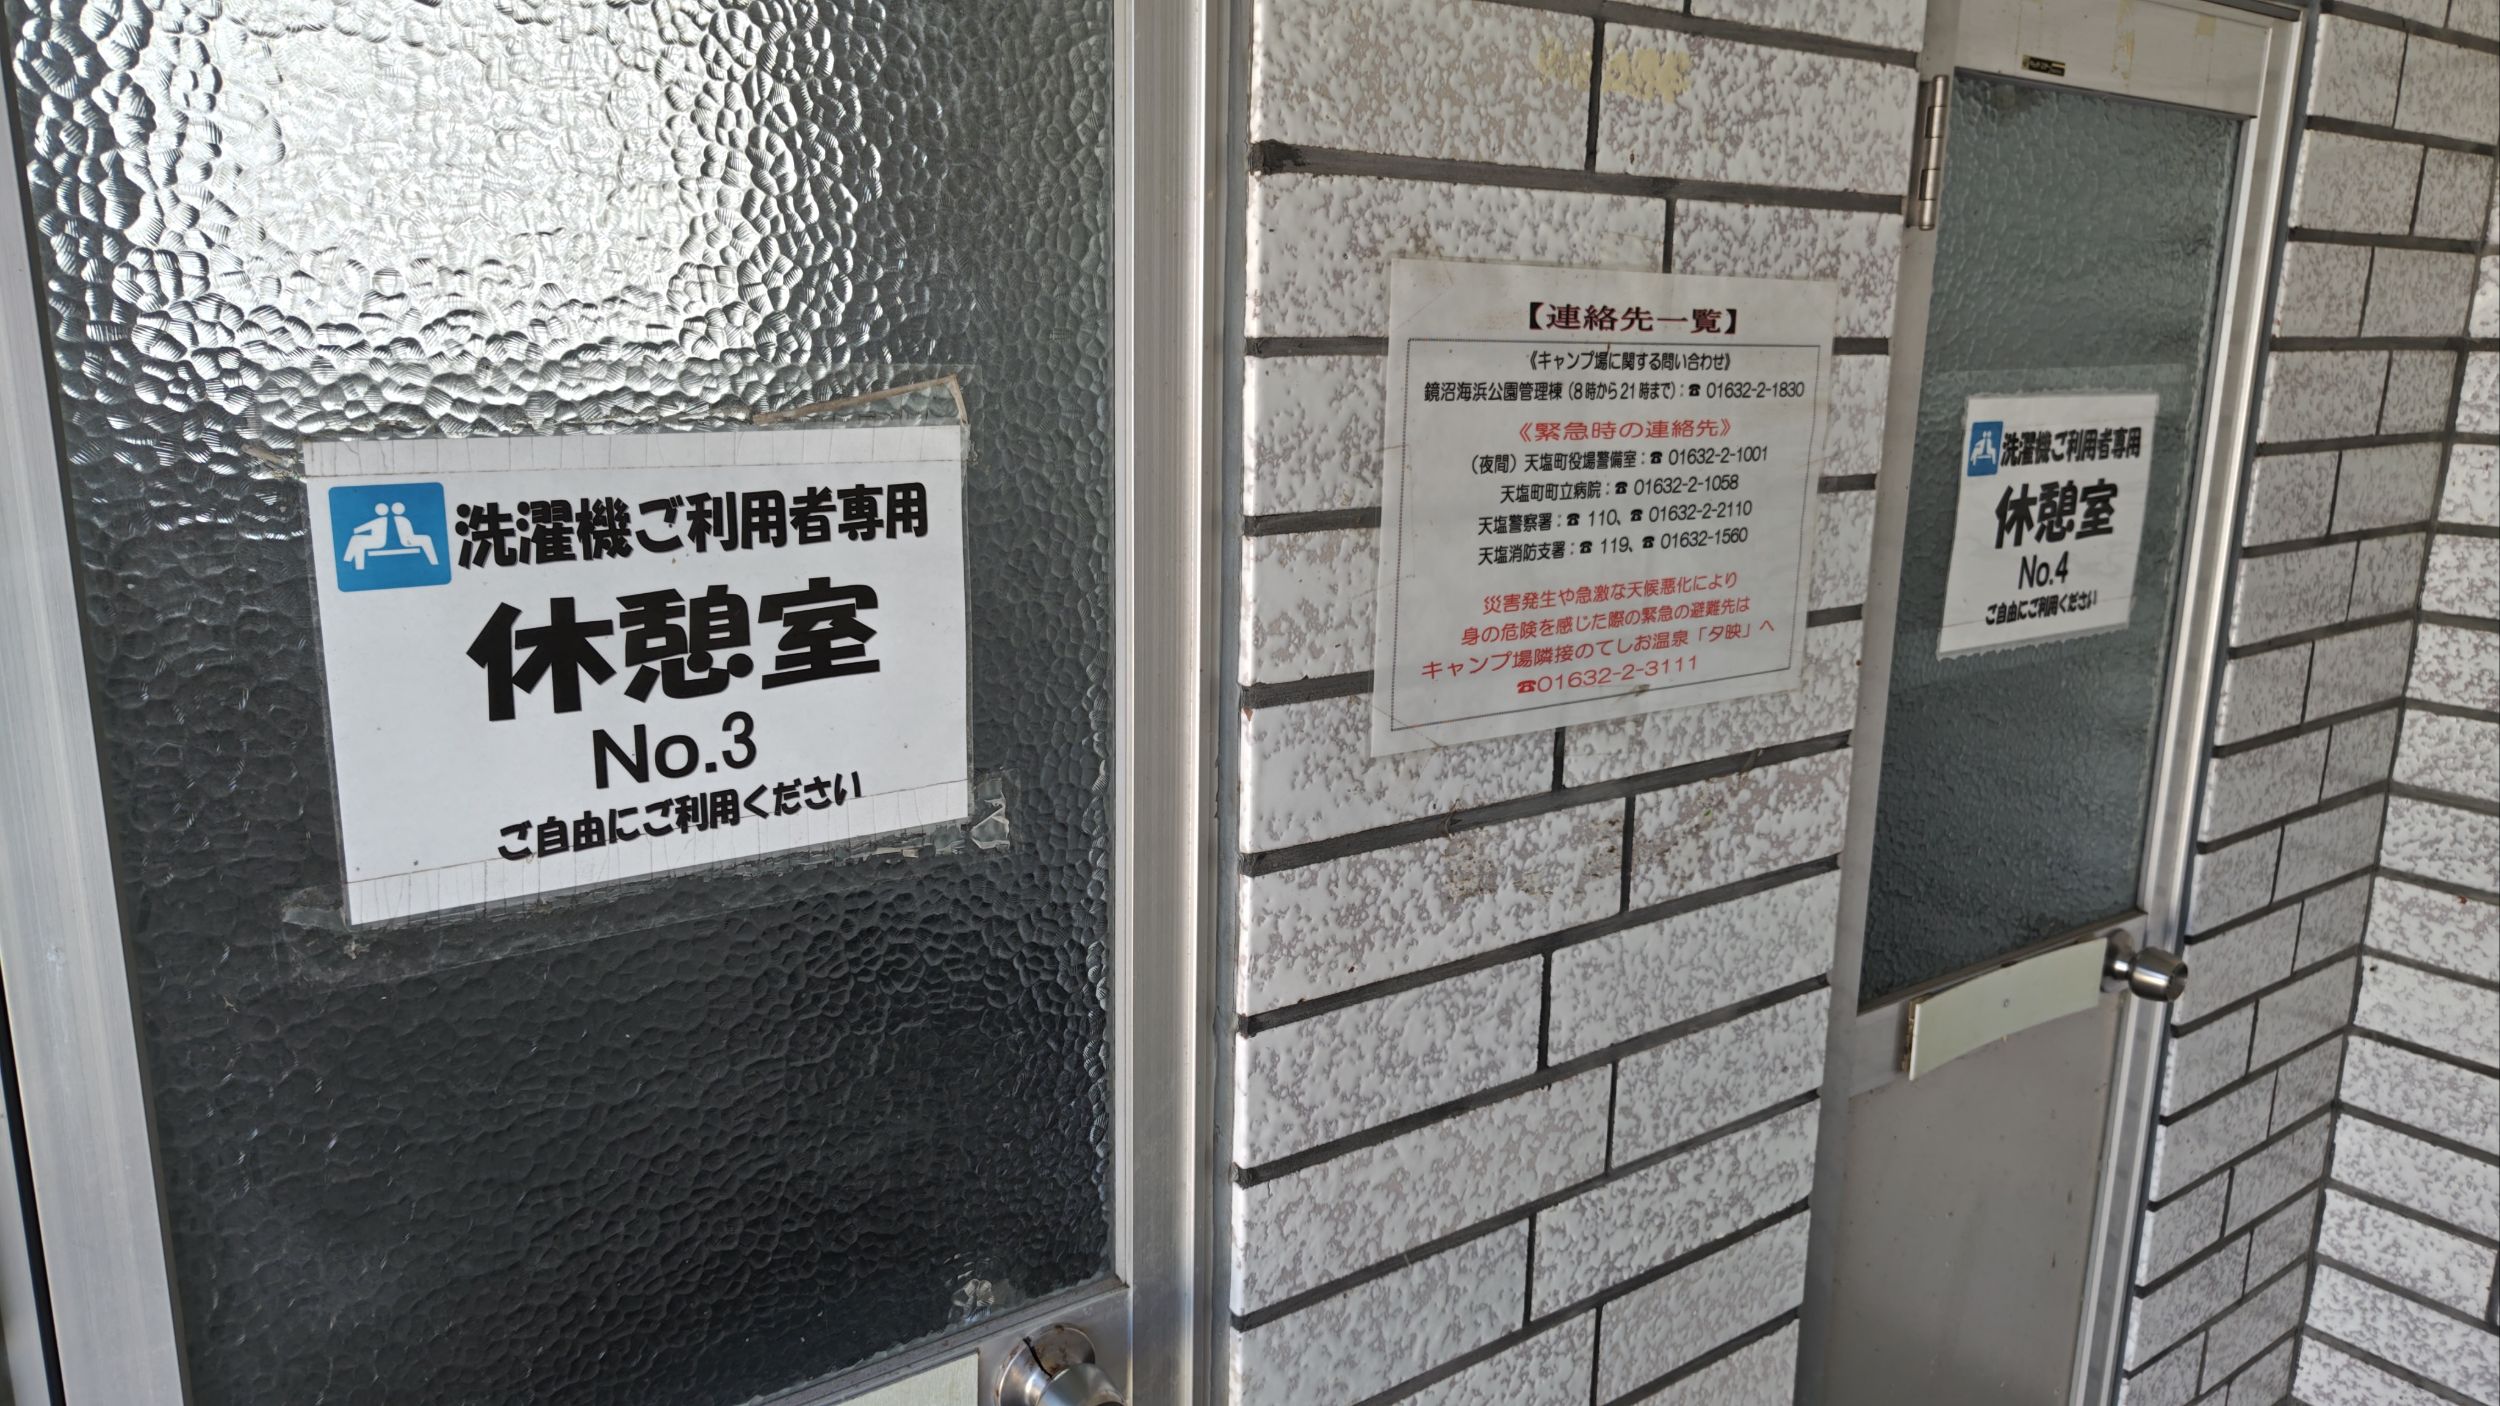 洗濯機ご利用者専用
休憩室
No.3
ご自由にご利用ください
【連絡先一覧】
《キャンプ場に関する問い合わせ》
鏡沼海浜公園管理棟（8時から21時まで）：☎ 01632-2-1830
《緊急時の連絡先》
（夜間）天塩町役場警備室：☎ 01632-2-1001
天塩町町立病院：☎ 01632-2-1058
天塩警察署：☎ 110、☎ 01632-2-2110
天塩消防支署：☎ 119、☎ 01632-1560
災害発生や急激な天候悪化により
身の危険を感じた際の緊急の避難先は
キャンプ場隣接のてしお温泉「夕映」へ
☎01632-2-3111
洗濯機ご利用者専用
休憩室
No.4
ご自由にご利用ください